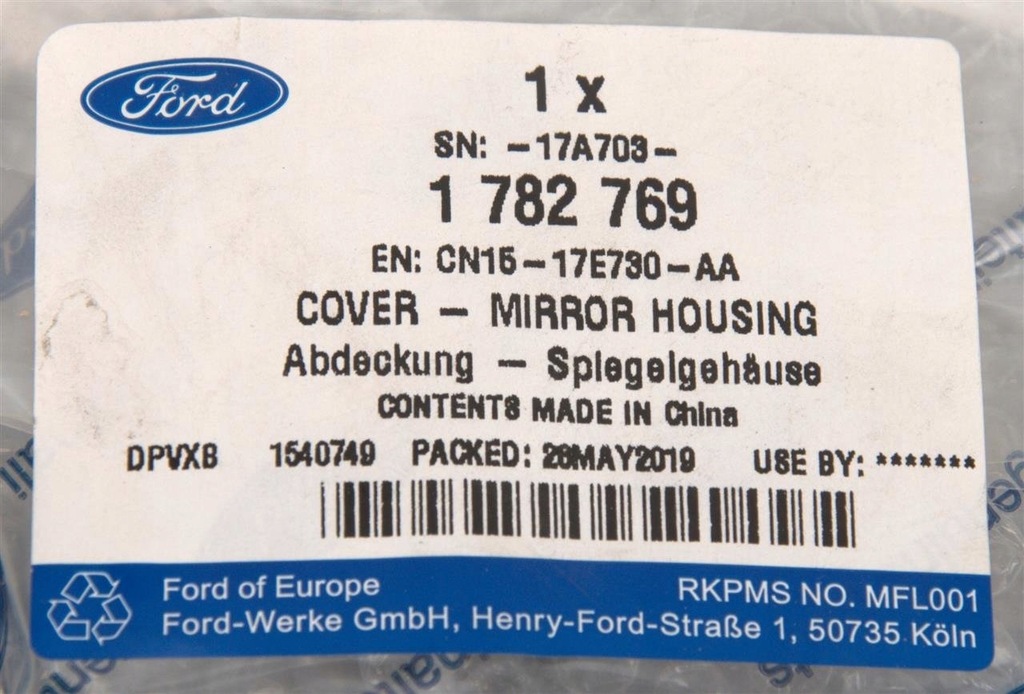 Ford
1 x
SN: -17A703-
1 782 769
EN: CN15-17E730-AA
COVER - MIRROR HOUSING
Abdeckung - Spiegelgehäuse
CONTENTS MADE IN China
DPVXB 1540749 PACKED: 28MAY2019 USE BY: *******
Ford of Europe RKPMS NO. MFL001
Ford-Werke GmbH, Henry-Ford-Straße 1, 50735 Köln